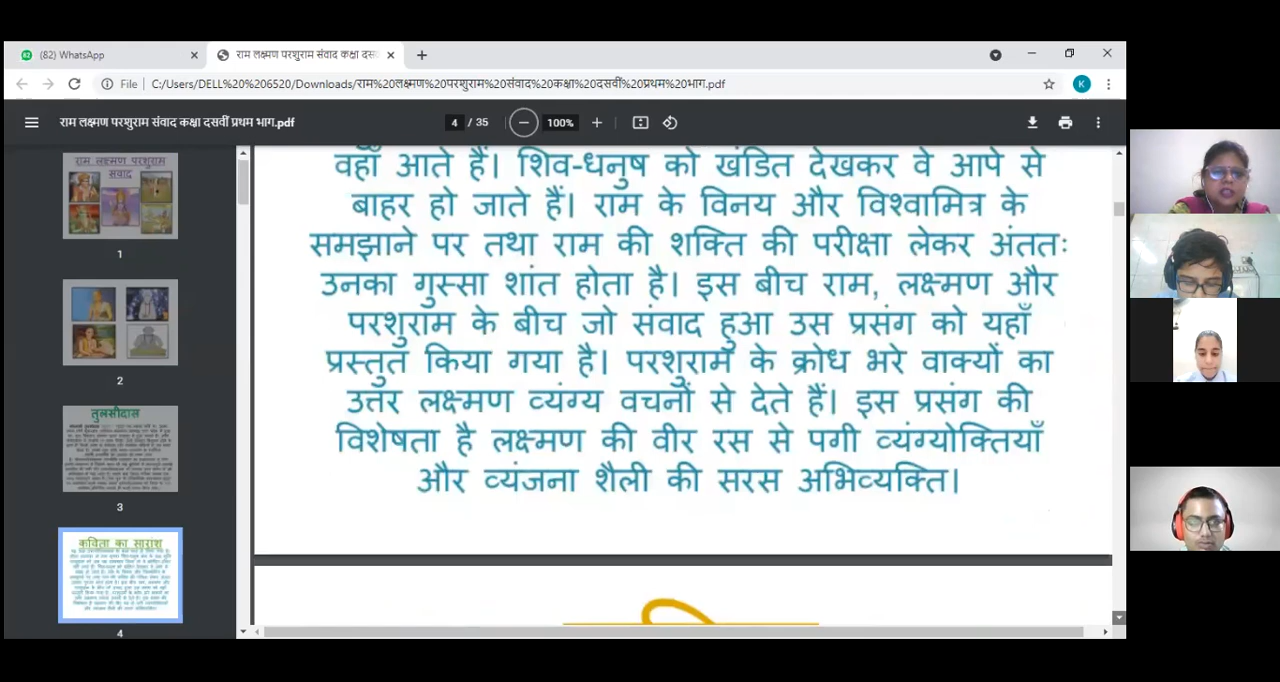 (82) WhatsApp
राम लक्ष्मण परशुराम संवाद कक्षा दसवीं
File
C:/Users/DELL%20%206520/Downloads/राम%20लक्ष्मण%20परशुराम%20संवाद%20कक्षा%20दसवीं%20प्रथम%20भाग.pdf
K
राम लक्ष्मण परशुराम संवाद कक्षा दसवीं प्रथम भाग.pdf
4 / 35
100%
राम लक्ष्मण परशुराम
संवाद
1
2
तुलसीदास
3
कविता का सारांश
4
वहाँ आते हैं। शिव-धनुष को खंडित देखकर वे आपे से
बाहर हो जाते हैं। राम के विनय और विश्वामित्र के
समझाने पर तथा राम की शक्ति की परीक्षा लेकर अंततः
उनका गुस्सा शांत होता है। इस बीच राम, लक्ष्मण और
परशुराम के बीच जो संवाद हुआ उस प्रसंग को यहाँ
प्रस्तुत किया गया है। परशुराम के क्रोध भरे वाक्यों का
उत्तर लक्ष्मण व्यंग्य वचनों से देते हैं। इस प्रसंग की
विशेषता है लक्ष्मण की वीर रस से पगी व्यंग्योक्तियाँ
और व्यंजना शैली की सरस अभिव्यक्ति।